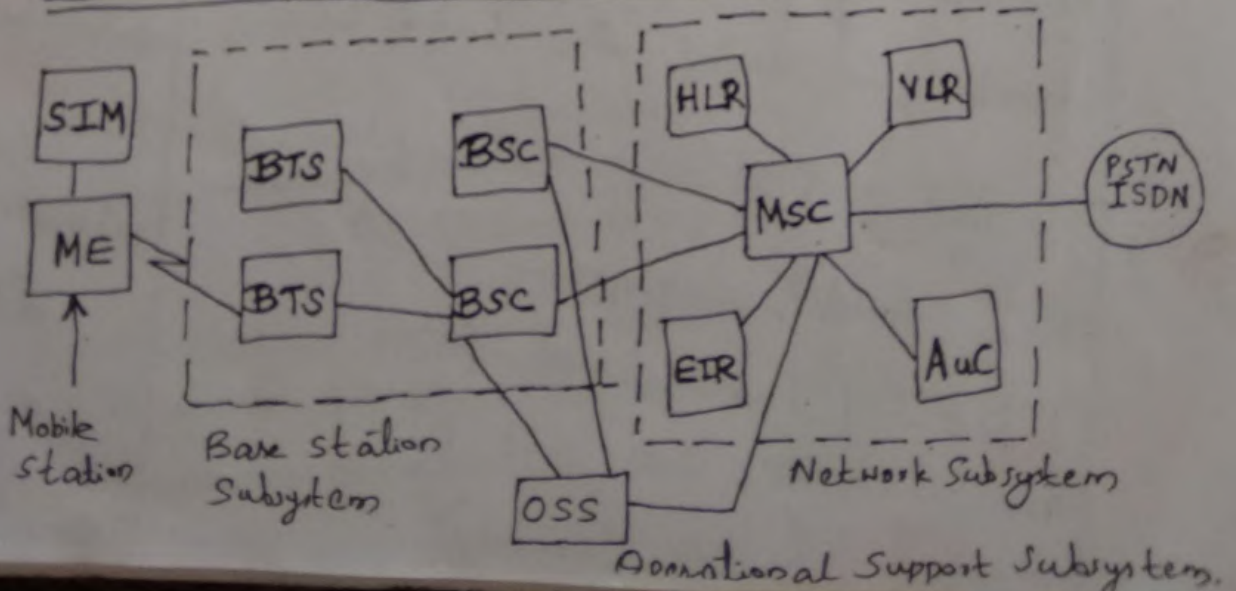 SIM
ME
Mobile
Station
BTS
BTS
BSC
BSC
Base Station
Subsystem
OSS
HLR
VLR
MSC
EIR
AuC
Network Subsystem
PSTN
ISDN
Support Subsystem.